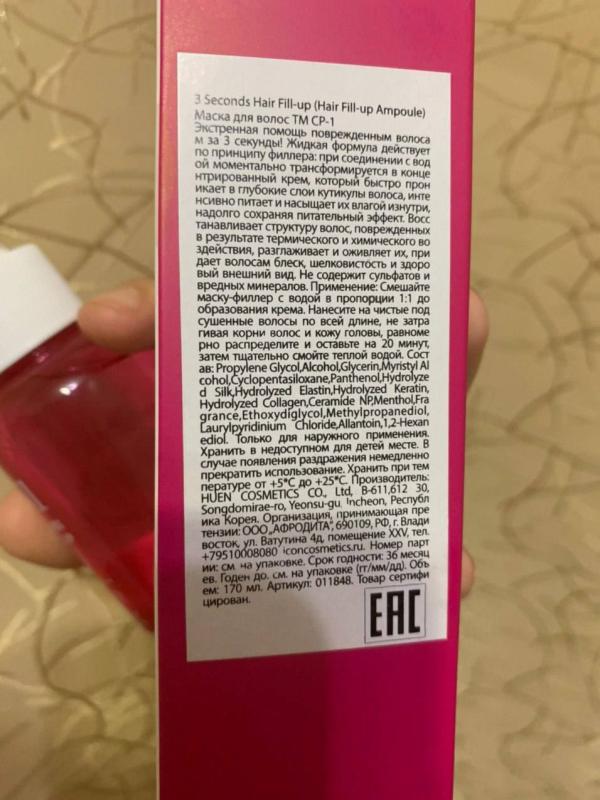 3 Seconds Hair Fill-up (Hair Fill-up Ampoule)
Маска для волос ТМ CP-1
Экстренная помощь поврежденным волоса
м за 3 секунды! Жидкая формула действует
по принципу филлера: при соединении с вод
ой моментально трансформируется в конце
нтрированный крем, который быстро прон
икает в глубокие слои кутикулы волоса, инте
нсивно питает и насыщает их влагой изнутри,
надолго сохраняя питательный эффект. Восс
танавливает структуру волос, поврежденных
в результате термического и химического во
здействия, разглаживает и оживляет их, при
дает волосам блеск, шелковистость и здоро
вый внешний вид. Не содержит сульфатов и
вредных минералов. Применение: Смешайте
маску-филлер с водой в пропорции 1:1 до
образования крема. Нанесите на чистые под
сушенные волосы по всей длине, не затра
гивая корни волос и кожу головы, равноме
рно распределите и оставьте на 20 минут,
затем тщательно смойте теплой водой. Сост
ав: Propylene Glycol,Alcohol,Glycerin,Myristyl Al
cohol,Cyclopentasiloxane,Panthenol,Hydrolyze
d Silk,Hydrolyzed Elastin,Hydrolyzed Keratin,
Hydrolyzed Collagen,Ceramide NP,Menthol,Fra
grance,Ethoxydiglycol,Methylpropanediol,
Laurylpyridinium Chloride,Allantoin,1,2-Hexan
ediol. Только для наружного применения.
Хранить в недоступном для детей месте. В
случае появления раздражения немедленно
прекратить использование. Хранить при тем
пературе от +5°C до +25°C. Производитель:
HUEN COSMETICS CO., Ltd, B-611,612 30,
Songdomirae-ro, Yeonsu-gu, Incheon, Республ
ика Корея. Организация, принимающая пре
тензии: ООО „АФРОДИТА", 690109, РФ, г. Влади
восток, ул. Ватутина 4д, помещение XXV, тел.
+79510008080 iconcosmetics.ru. Номер парт
ии: см на упаковке. Срок годности: 36 месяц
ев. Годен до. см. на упаковке (гг/мм/дд). Объ
ем: 170 мл. Артикул: 011848. Товар сертифи
цирован.
EAC